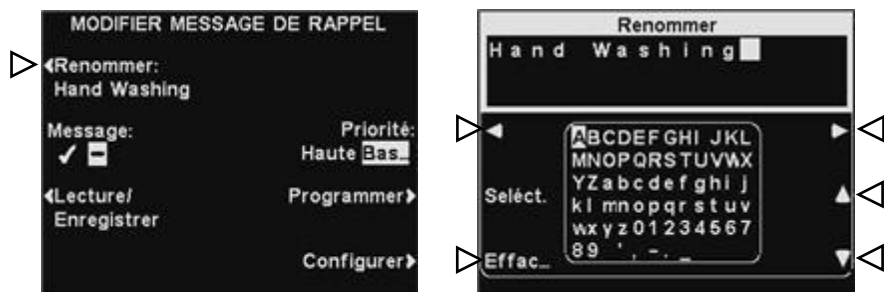 MODIFIER MESSAGE DE RAPPEL
Renommer:
Hand Washing
Message: Priorité:
✓ – Haute Bas…
Lecture/ Programmer
Enregistrer
Configurer
Renommer
Hand Washing
ABCDEFGHIJKL
MNOPQRSTUVWX
YZabcdefghij
Seléct. klmnopqrstuv
wxyz01234567
Effac… 89 ' , - . _